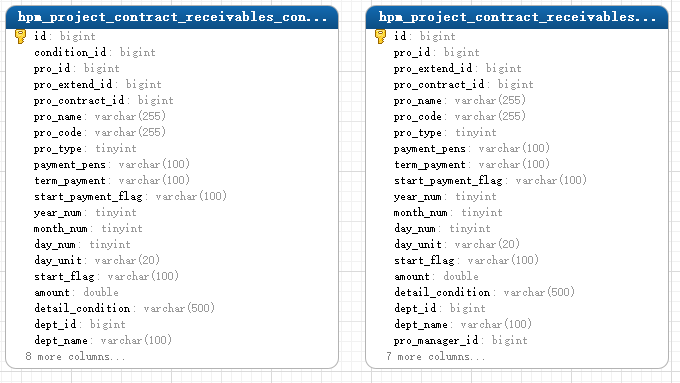 hpm_project_contract_receivables_con...
id: bigint
condition_id: bigint
pro_id: bigint
pro_extend_id: bigint
pro_contract_id: bigint
pro_name: varchar(255)
pro_code: varchar(255)
pro_type: tinyint
payment_pens: varchar(100)
term_payment: varchar(100)
start_payment_flag: varchar(100)
year_num: tinyint
month_num: tinyint
day_num: tinyint
day_unit: varchar(20)
start_flag: varchar(100)
amount: double
detail_condition: varchar(500)
dept_id: bigint
dept_name: varchar(100)
8 more columns...
hpm_project_contract_receivables...
id: bigint
pro_id: bigint
pro_extend_id: bigint
pro_contract_id: bigint
pro_name: varchar(255)
pro_code: varchar(255)
pro_type: tinyint
payment_pens: varchar(100)
term_payment: varchar(100)
start_payment_flag: varchar(100)
year_num: tinyint
month_num: tinyint
day_num: tinyint
day_unit: varchar(20)
start_flag: varchar(100)
amount: double
detail_condition: varchar(500)
dept_id: bigint
dept_name: varchar(100)
pro_manager_id: bigint
7 more columns...